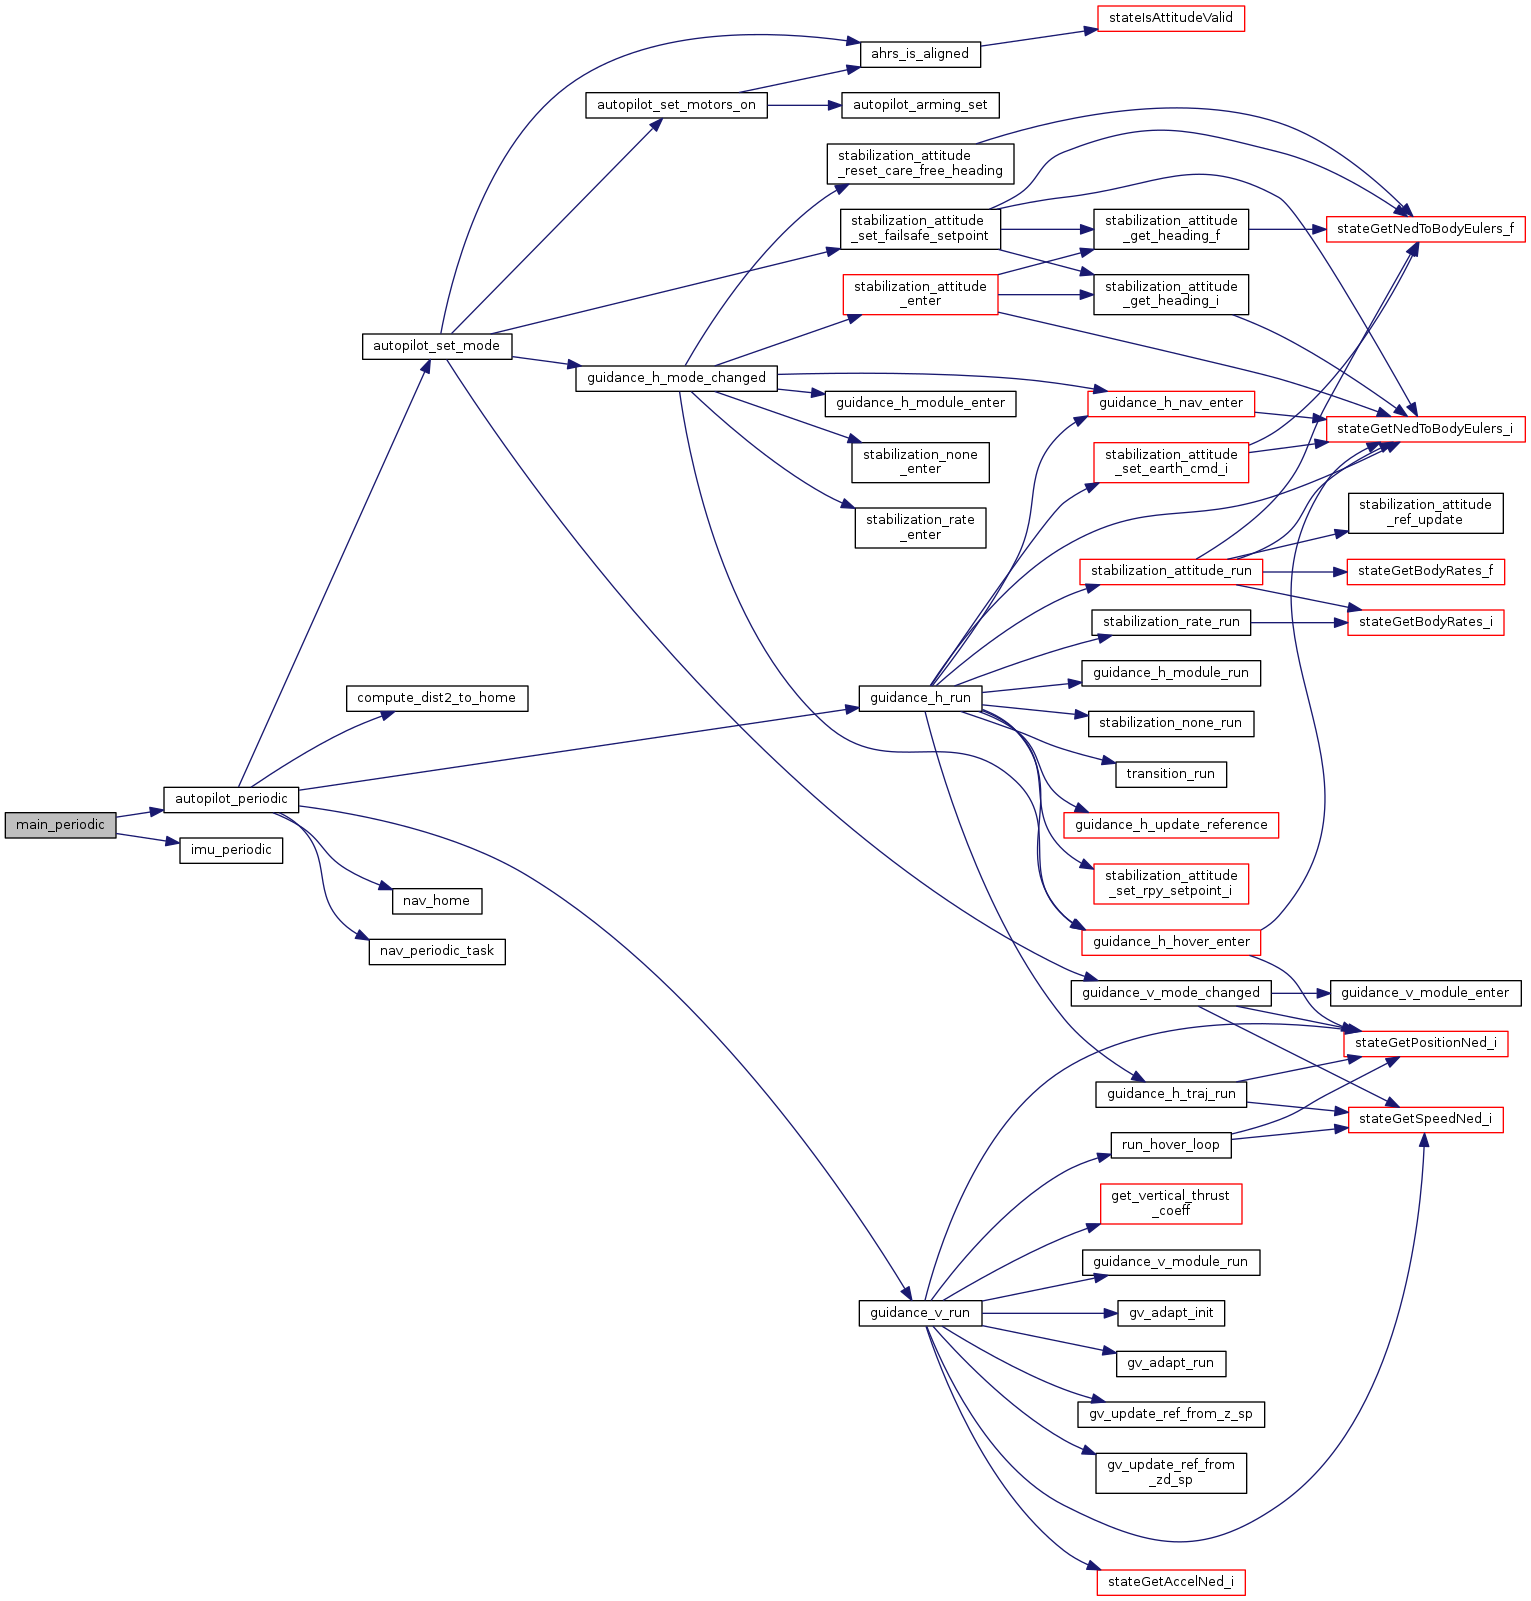 stateIsAttitudeValid
ahrs_is_aligned
autopilot_set_motors_on
autopilot_arming_set
stabilization_attitude
_reset_care_free_heading
stabilization_attitude
_set_failsafe_setpoint
stabilization_attitude
_get_heading_f
stateGetNedToBodyEulers_f
stabilization_attitude
_enter
stabilization_attitude
_get_heading_i
autopilot_set_mode
guidance_h_mode_changed
guidance_h_module_enter
guidance_h_nav_enter
stateGetNedToBodyEulers_i
stabilization_none
_enter
stabilization_attitude
_set_earth_cmd_i
stabilization_rate
_enter
stabilization_attitude
_ref_update
stabilization_attitude_run
stateGetBodyRates_f
stabilization_rate_run
stateGetBodyRates_i
guidance_h_module_run
compute_dist2_to_home
guidance_h_run
stabilization_none_run
transition_run
autopilot_periodic
main_periodic
guidance_h_update_reference
imu_periodic
stabilization_attitude
_set_rpy_setpoint_i
nav_home
nav_periodic_task
guidance_h_hover_enter
guidance_v_mode_changed
guidance_v_module_enter
stateGetPositionNed_i
guidance_h_traj_run
stateGetSpeedNed_i
run_hover_loop
get_vertical_thrust
_coeff
guidance_v_module_run
guidance_v_run
gv_adapt_init
gv_adapt_run
gv_update_ref_from_z_sp
gv_update_ref_from
_zd_sp
stateGetAccelNed_i